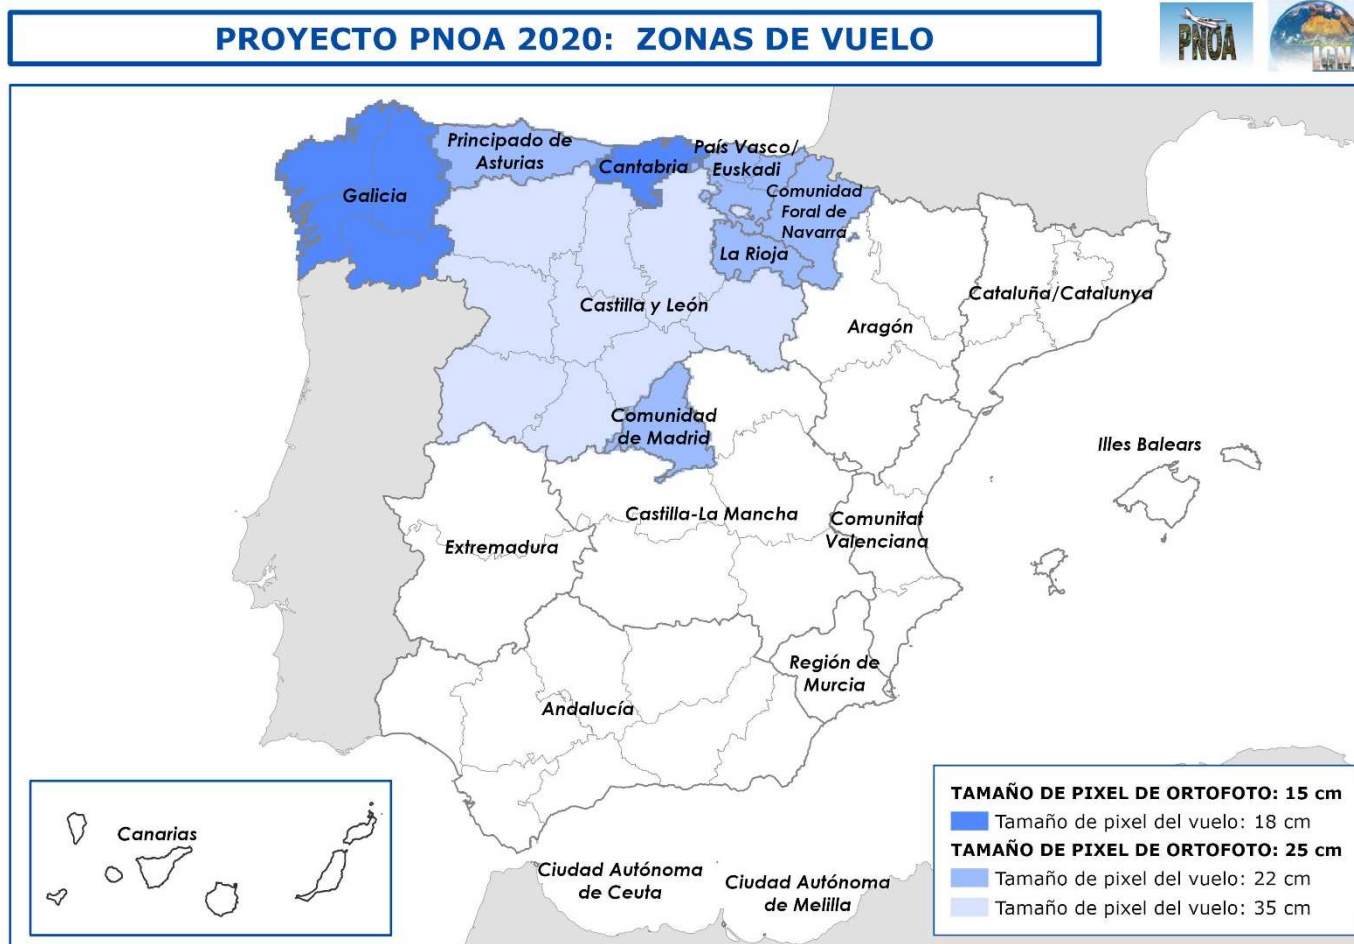 PROYECTO PNOA 2020: ZONAS DE VUELO
PNOA
IGN
Principado de
Asturias
Cantabria
País Vasco/
Euskadi
Comunidad
Foral de
Navarra
Galicia
La Rioja
Castilla y León
Aragón
Cataluña/Catalunya
Comunidad
de Madrid
Illes Balears
Castilla-La Mancha
Comunitat
Valenciana
Extremadura
Región de
Murcia
Andalucía
Canarias
Ciudad Autónoma
de Ceuta
Ciudad Autónoma
de Melilla
TAMAÑO DE PIXEL DE ORTOFOTO: 15 cm
Tamaño de pixel del vuelo: 18 cm
TAMAÑO DE PIXEL DE ORTOFOTO: 25 cm
Tamaño de pixel del vuelo: 22 cm
Tamaño de pixel del vuelo: 35 cm